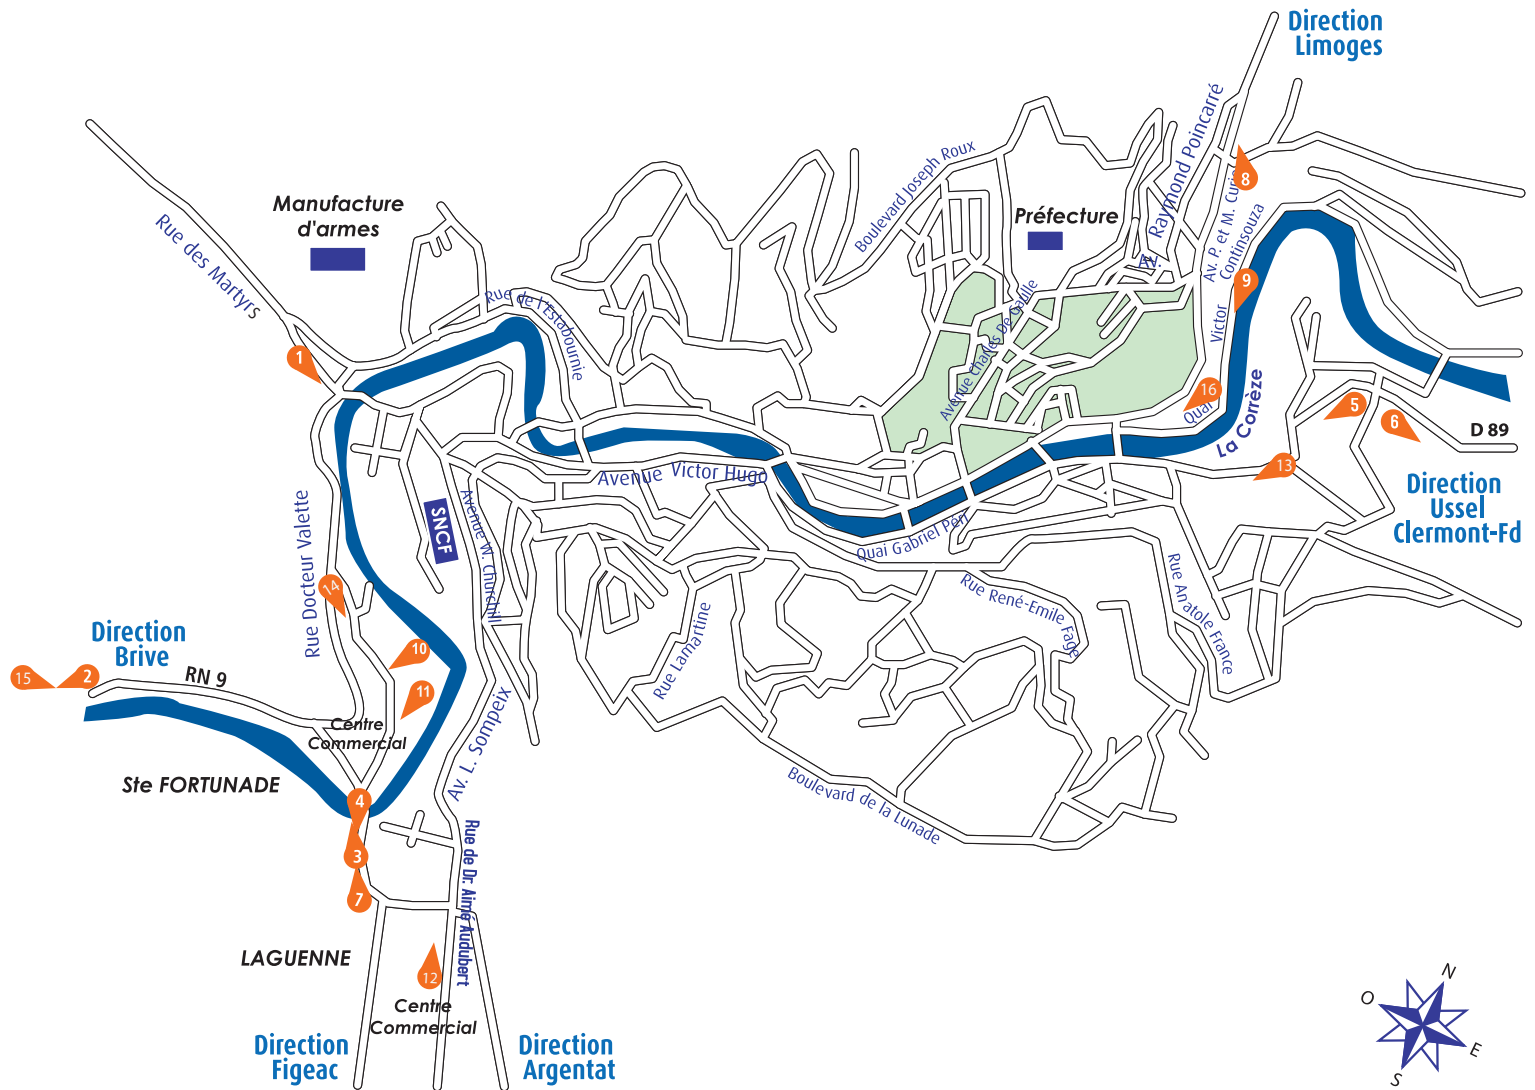 Direction
Limoges
Manufacture
d'armes
Rue des Martyrs
Boulevard Joseph Roux
Préfecture
Av. Raymond Poincarré
Av. P. et M. Curie
8
Continsouza
Victor
Quai
9
16
Rue de l'Estabournie
1
Avenue Charles De Gaulle
La Corrèze
5
6
D 89
13
Direction
Ussel
Clermont-Fd
Avenue Victor Hugo
Quai Gabriel Péri
SNCF
Avenue W. Churchill
Rue Docteur Valette
14
Rue René-Emile Fage
Rue Anatole France
Rue Lamartine
Direction
Brive
15
2
RN 9
10
11
Centre
Commercial
Av. L. Sompeix
Ste FORTUNADE
4
3
7
Boulevard de la Lunade
Rue de Dr. Aimé Audubert
LAGUENNE
12
Centre
Commercial
Direction
Figeac
Direction
Argentat
N
O
E
S